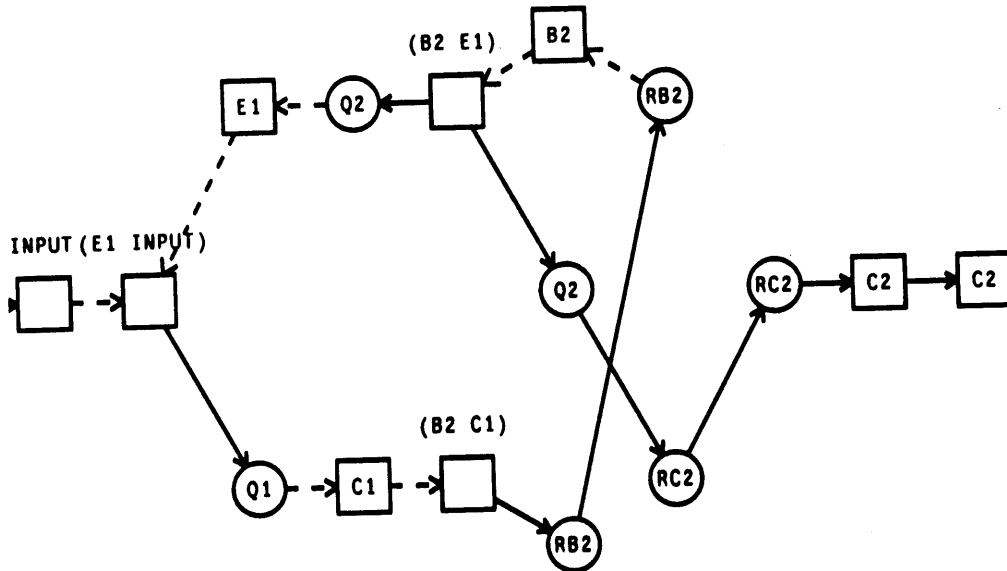 B2
(B2 E1)
E1
Q2
RB2
INPUT (E1 INPUT)
Q2
RC2
C2
C2
(B2 C1)
Q1
C1
RC2
RB2